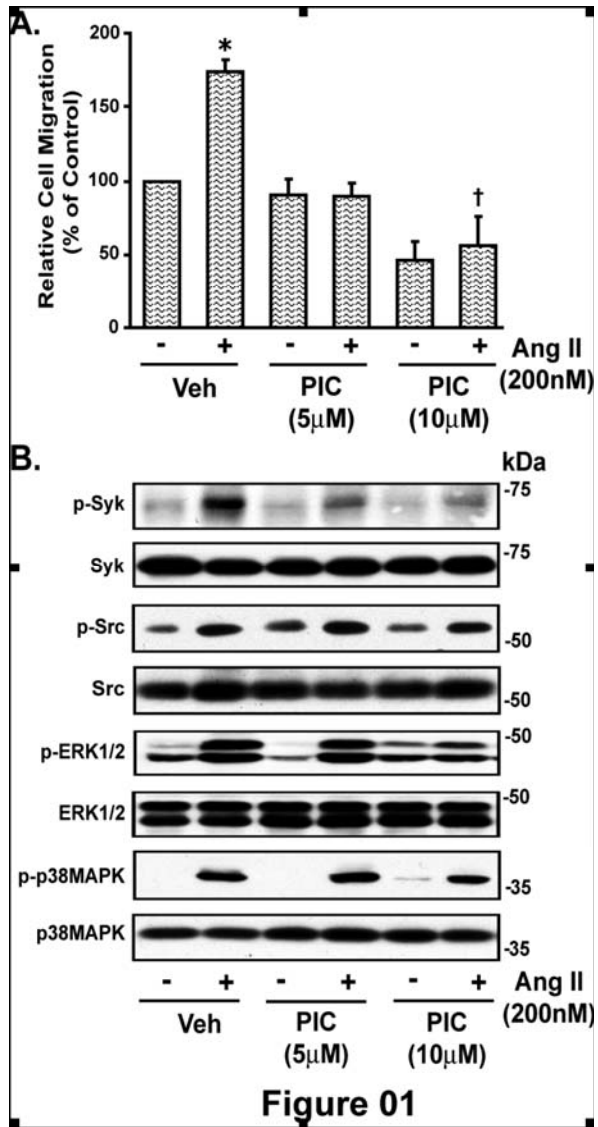 A.
Relative Cell Migration
(% of Control)
200
150
100
50
0
*
†
- + - + - + Ang II
Veh PIC PIC (200nM)
(5µM) (10µM)
B.
kDa
p-Syk -75
Syk -75
p-Src -50
Src -50
p-ERK1/2 -50
ERK1/2 -50
p-p38MAPK -35
p38MAPK -35
- + - + - + Ang II
Veh PIC PIC (200nM)
(5µM) (10µM)
Figure 01